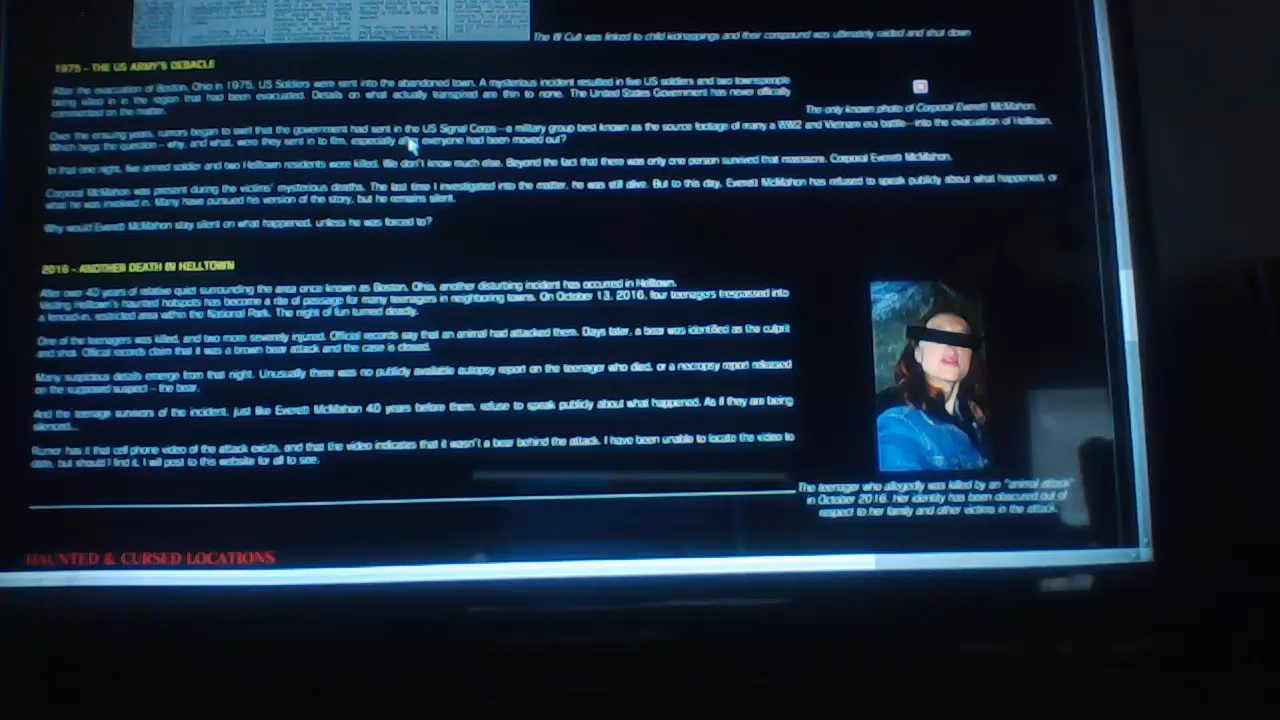 The W Cult was linked to child kidnappings and their compound was ultimately raided and shut down
1975 - THE US ARMY'S DEBACLE
After the evacuation of Boston, Ohio in 1975, US Soldiers were sent into the abandoned town. A mysterious incident resulted in five US soldiers and two townspeople
being killed in in the region that had been evacuated. Details on what actually transpired are thin to none. The United States Government has never officially
commented on the matter.
The only known photo of Corporal Everett McMahon.
Over the ensuing years, rumors began to swirl that the government had sent in the US Signal Corps—a military group best known as the source footage of many a WW2 and Vietnam era battle—into the evacuation of Helltown.
Which begs the question – why, and what, were they sent in to film, especially after everyone had been moved out?
In that one night, five armed soldier and two Helltown residents were killed. We don't know much else. Beyond the fact that there was only one person survived that massacre. Corporal Everett McMahon.
Corporal McMahon was present during the victims' mysterious deaths. The last time I investigated into the matter, he was still alive. But to this day, Everett McMahon has refused to speak publicly about what happened, or
what he was involved in. Many have pursued his version of the story, but he remains silent.
Why would Everett McMahon stay silent on what happened, unless he was forced to?
2016 - ANOTHER DEATH IN HELLTOWN
After over 40 years of relative quiet surrounding the area once known as Boston, Ohio, another disturbing incident has occurred in Helltown.
Visiting Helltown's haunted hotspots has become a rite of passage for many teenagers in neighboring towns. On October 13, 2016, four teenagers trespassed into
a fenced-in, restricted area within the National Park. The night of fun turned deadly.
One of the teenagers was killed, and two more severely injured. Official records say that an animal had attacked them. Days later, a bear was identified as the culprit
and shot. Official records claim that it was a brown bear attack and the case is closed.
Many suspicious details emerge from that night. Unusually there was no publicly available autopsy report on the teenager who died, or a necropsy report released
on the supposed suspect – the bear.
And the teenage survivors of the incident, just like Everett McMahon 40 years before them, refuse to speak publicly about what happened. As if they are being
silenced...
Rumor has it that cell phone video of the attack exists, and that the video indicates that it wasn't a bear behind the attack. I have been unable to locate the video to
date, but should I find it, I will post to this website for all to see.
The teenager who allegedly was killed by an "animal attack"
in October 2016. Her identity has been obscured out of
respect to her family and other victims in the attack.
HAUNTED & CURSED LOCATIONS